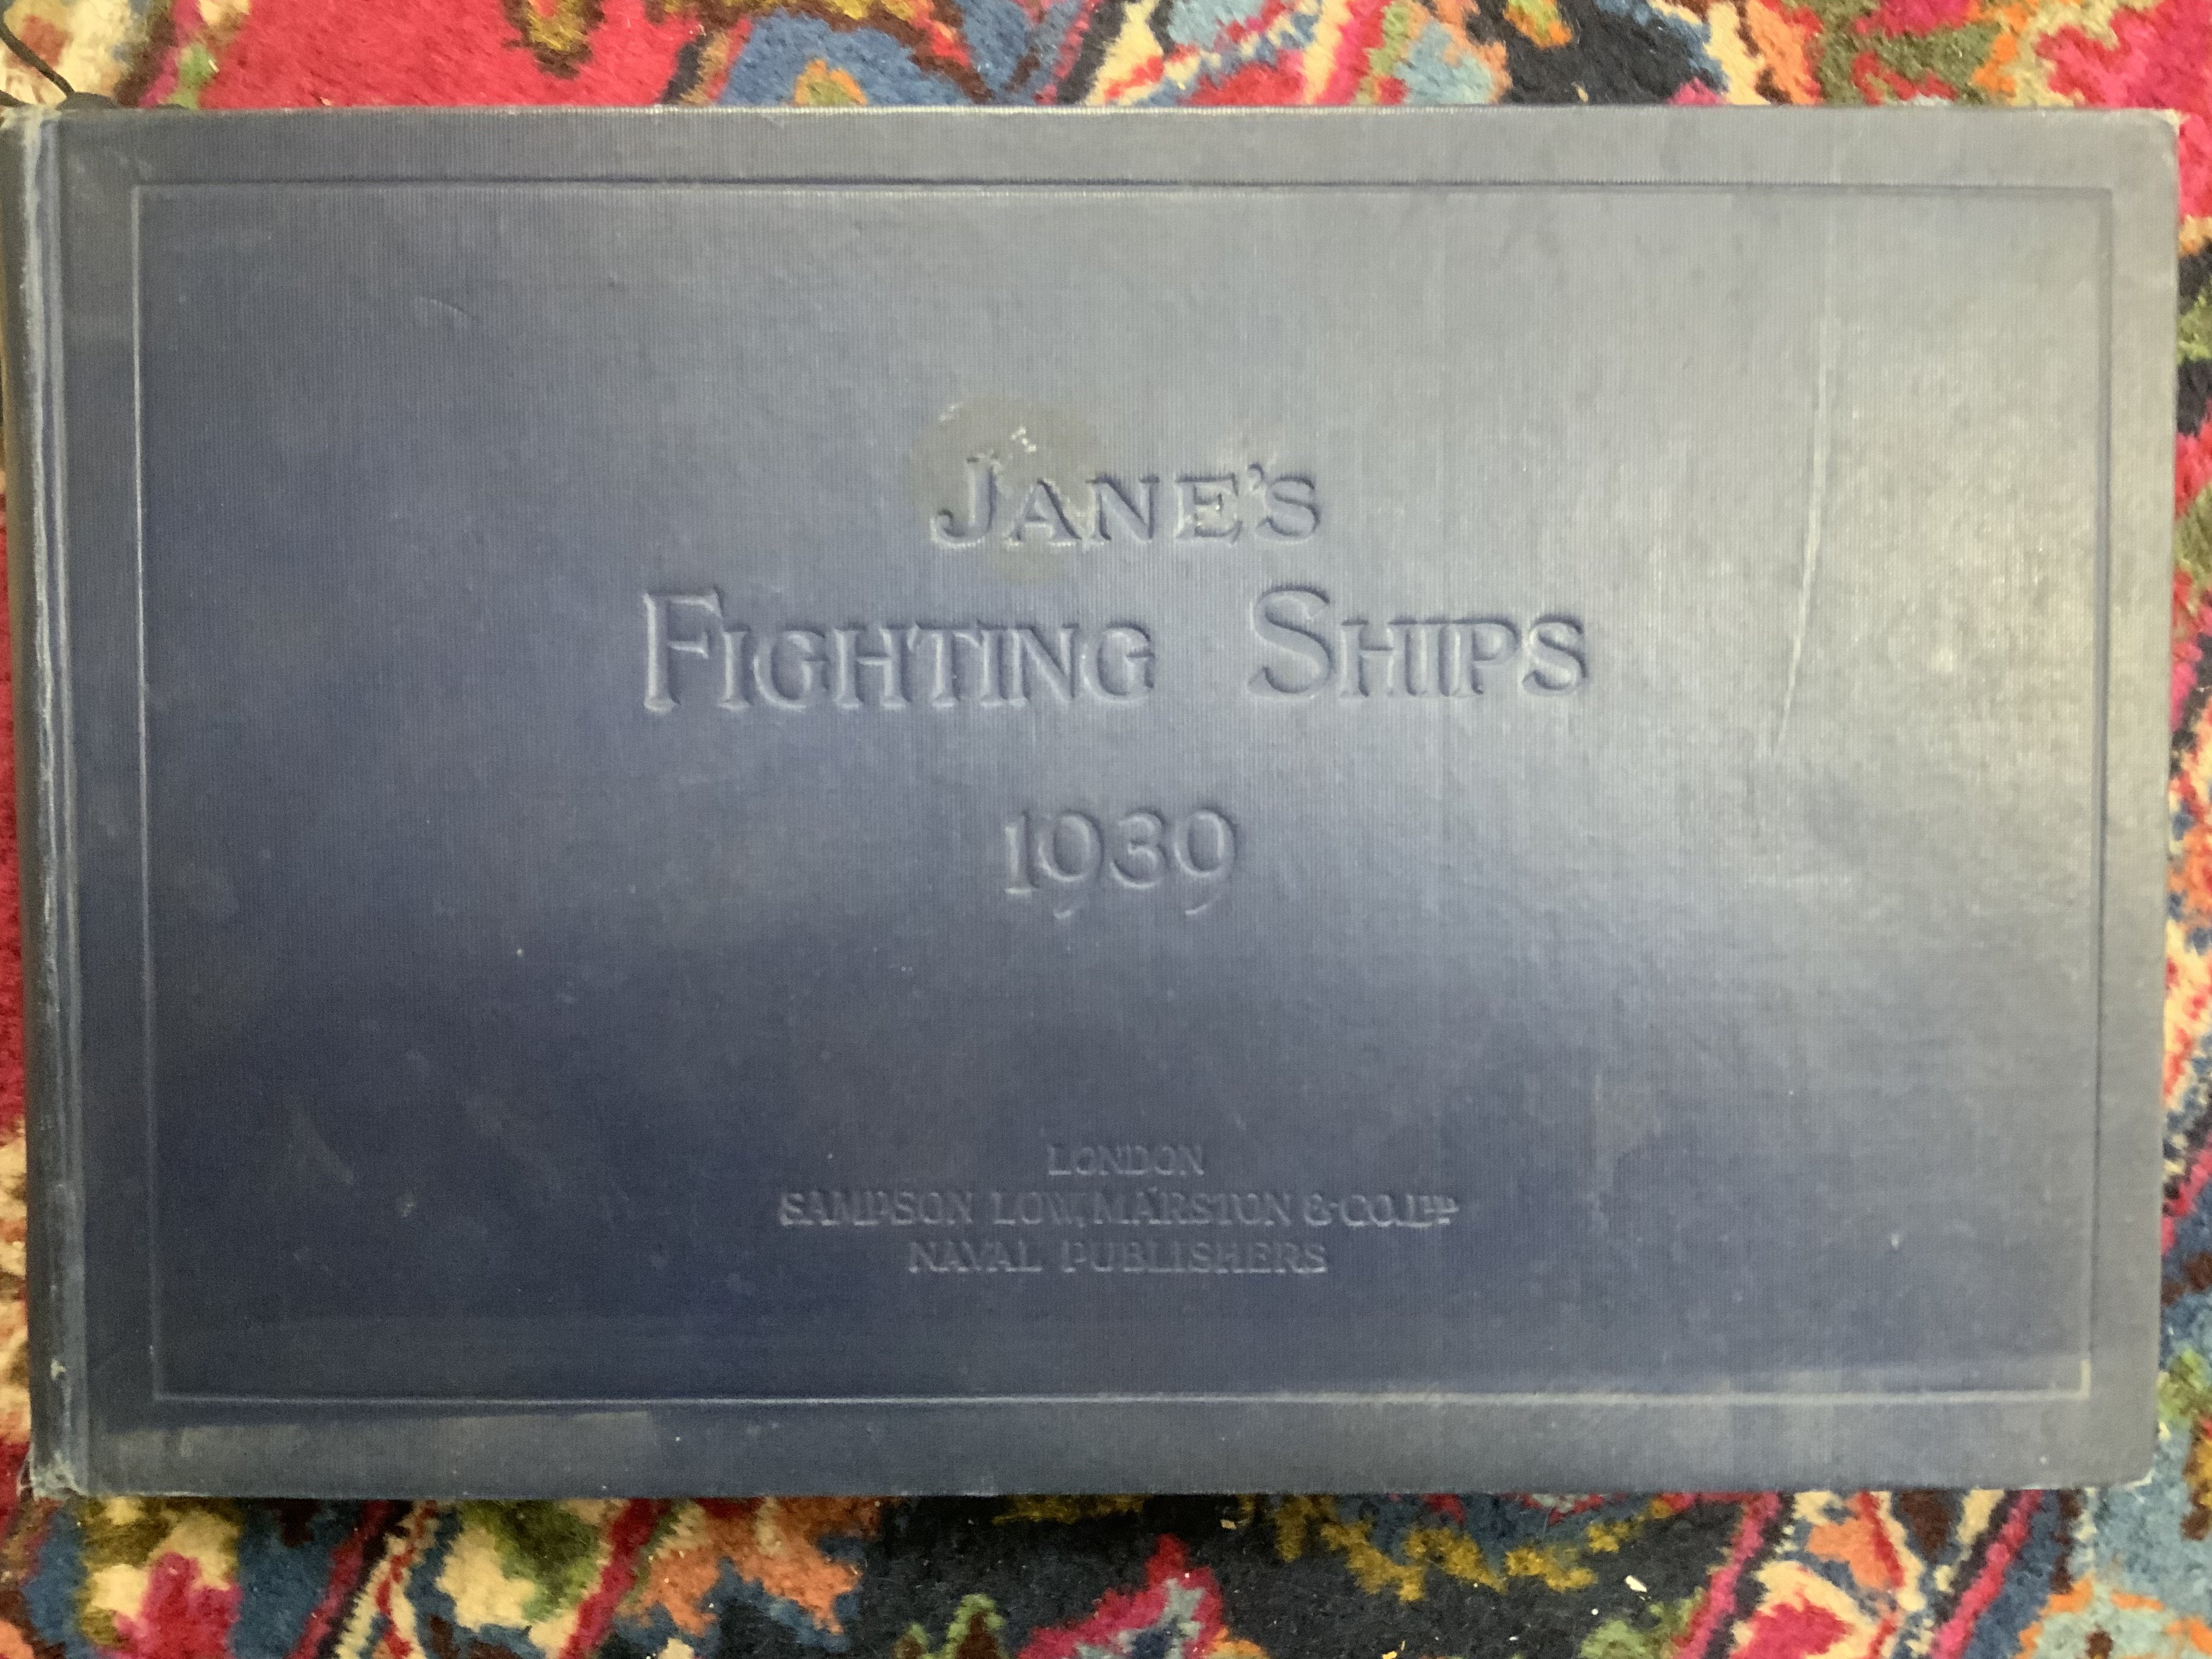 JANE'S
FIGHTING SHIPS
1939
LONDON
SAMPSON LOW, MARSTON & CO. LTD
NAVAL PUBLISHERS